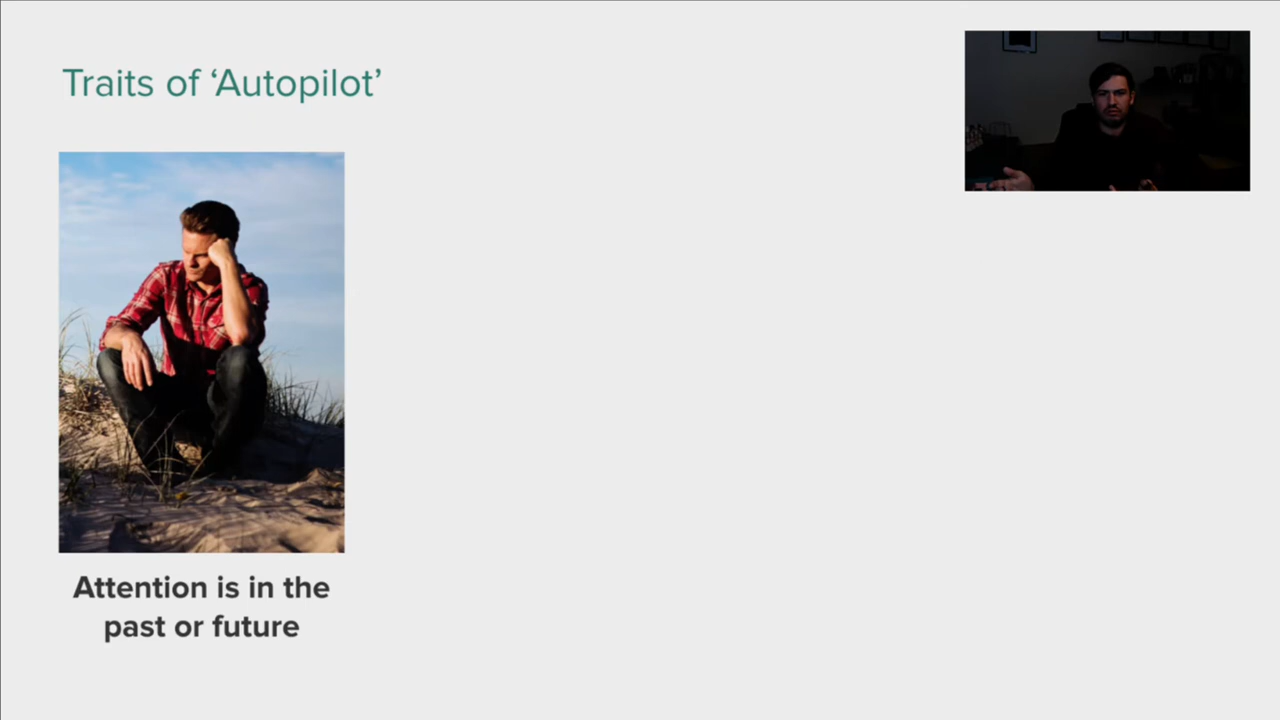 Traits of ‘Autopilot’
Attention is in the
past or future